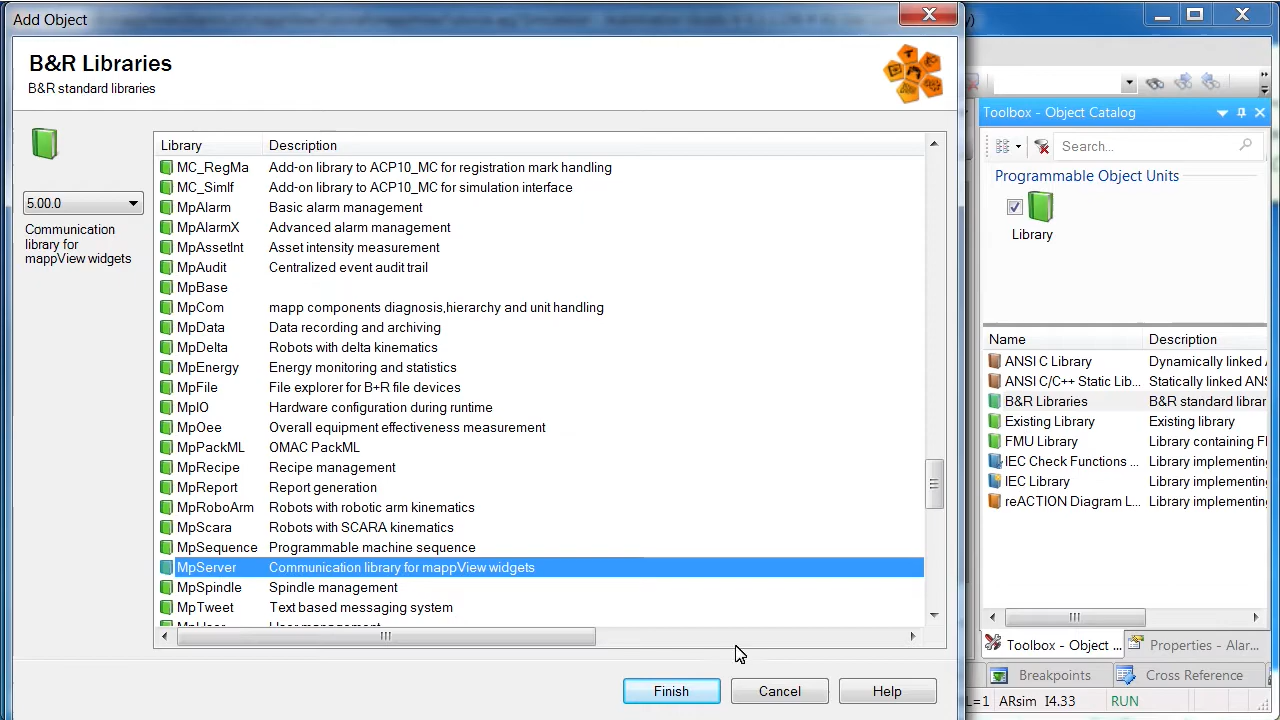 Add Object
B&R Libraries
B&R standard libraries
5.00.0
Communication
library for
mappView widgets
Library Description
MC_RegMa Add-on library to ACP10_MC for registration mark handling
MC_SimIf Add-on library to ACP10_MC for simulation interface
MpAlarm Basic alarm management
MpAlarmX Advanced alarm management
MpAssetInt Asset intensity measurement
MpAudit Centralized event audit trail
MpBase
MpCom mapp components diagnosis,hierarchy and unit handling
MpData Data recording and archiving
MpDelta Robots with delta kinematics
MpEnergy Energy monitoring and statistics
MpFile File explorer for B+R file devices
MpIO Hardware configuration during runtime
MpOee Overall equipment effectiveness measurement
MpPackML OMAC PackML
MpRecipe Recipe management
MpReport Report generation
MpRoboArm Robots with robotic arm kinematics
MpScara Robots with SCARA kinematics
MpSequence Programmable machine sequence
MpServer Communication library for mappView widgets
MpSpindle Spindle management
MpTweet Text based messaging system
MpUser User management
Finish
Cancel
Help
Toolbox - Object Catalog
Search...
Programmable Object Units
Library
Name Description
ANSI C Library Dynamically linked A
ANSI C/C++ Static Lib... Statically linked ANS
B&R Libraries B&R standard librar
Existing Library Existing library
FMU Library Library containing F
IEC Check Functions ... Library implementing
IEC Library Library implementing
reACTION Diagram L... Library implementing
Toolbox - Object ...
Properties - Alar...
Breakpoints
Cross Reference
L=1 ARsim I4.33 RUN